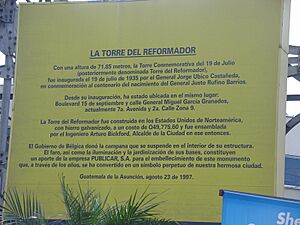 LA TORRE DEL REFORMADOR
Con una altura de 71.85 metros, la Torre Conmemorativa del 19 de Julio
(posteriormente denominada Torre del Reformador),
fue inaugurada el 19 de julio de 1935 por el General Jorge Ubico Castañeda,
en conmemoración al centenario del nacimiento del General Justo Rufino Barrios.
Desde su inauguración, ha estado ubicada en el mismo lugar:
Boulevard 15 de septiembre y calle General Miguel García Granados,
actualmente 7a. Avenida y 2a. Calle Zona 9.
La Torre del Reformador fue construida en los Estados Unidos de Norteamérica,
con hierro galvanizado, a un costo de Q49,775.60 y fue ensamblada
por el Ingeniero Arturo Bickford, Alcalde de la Ciudad en ese entonces.
El Gobierno de Bélgica donó la campana que se suspende en el interior de su estructura.
El faro, así como la iluminación y la jardinización de sus bases, constituyen
un aporte de la empresa PUBLICAR, S.A. para el embellecimiento de este monumento
que, a través de los años, se ha convertido en un símbolo perpetuo de nuestra hermosa ciudad.
Guatemala de la Asunción, agosto 23 de 1997.
She